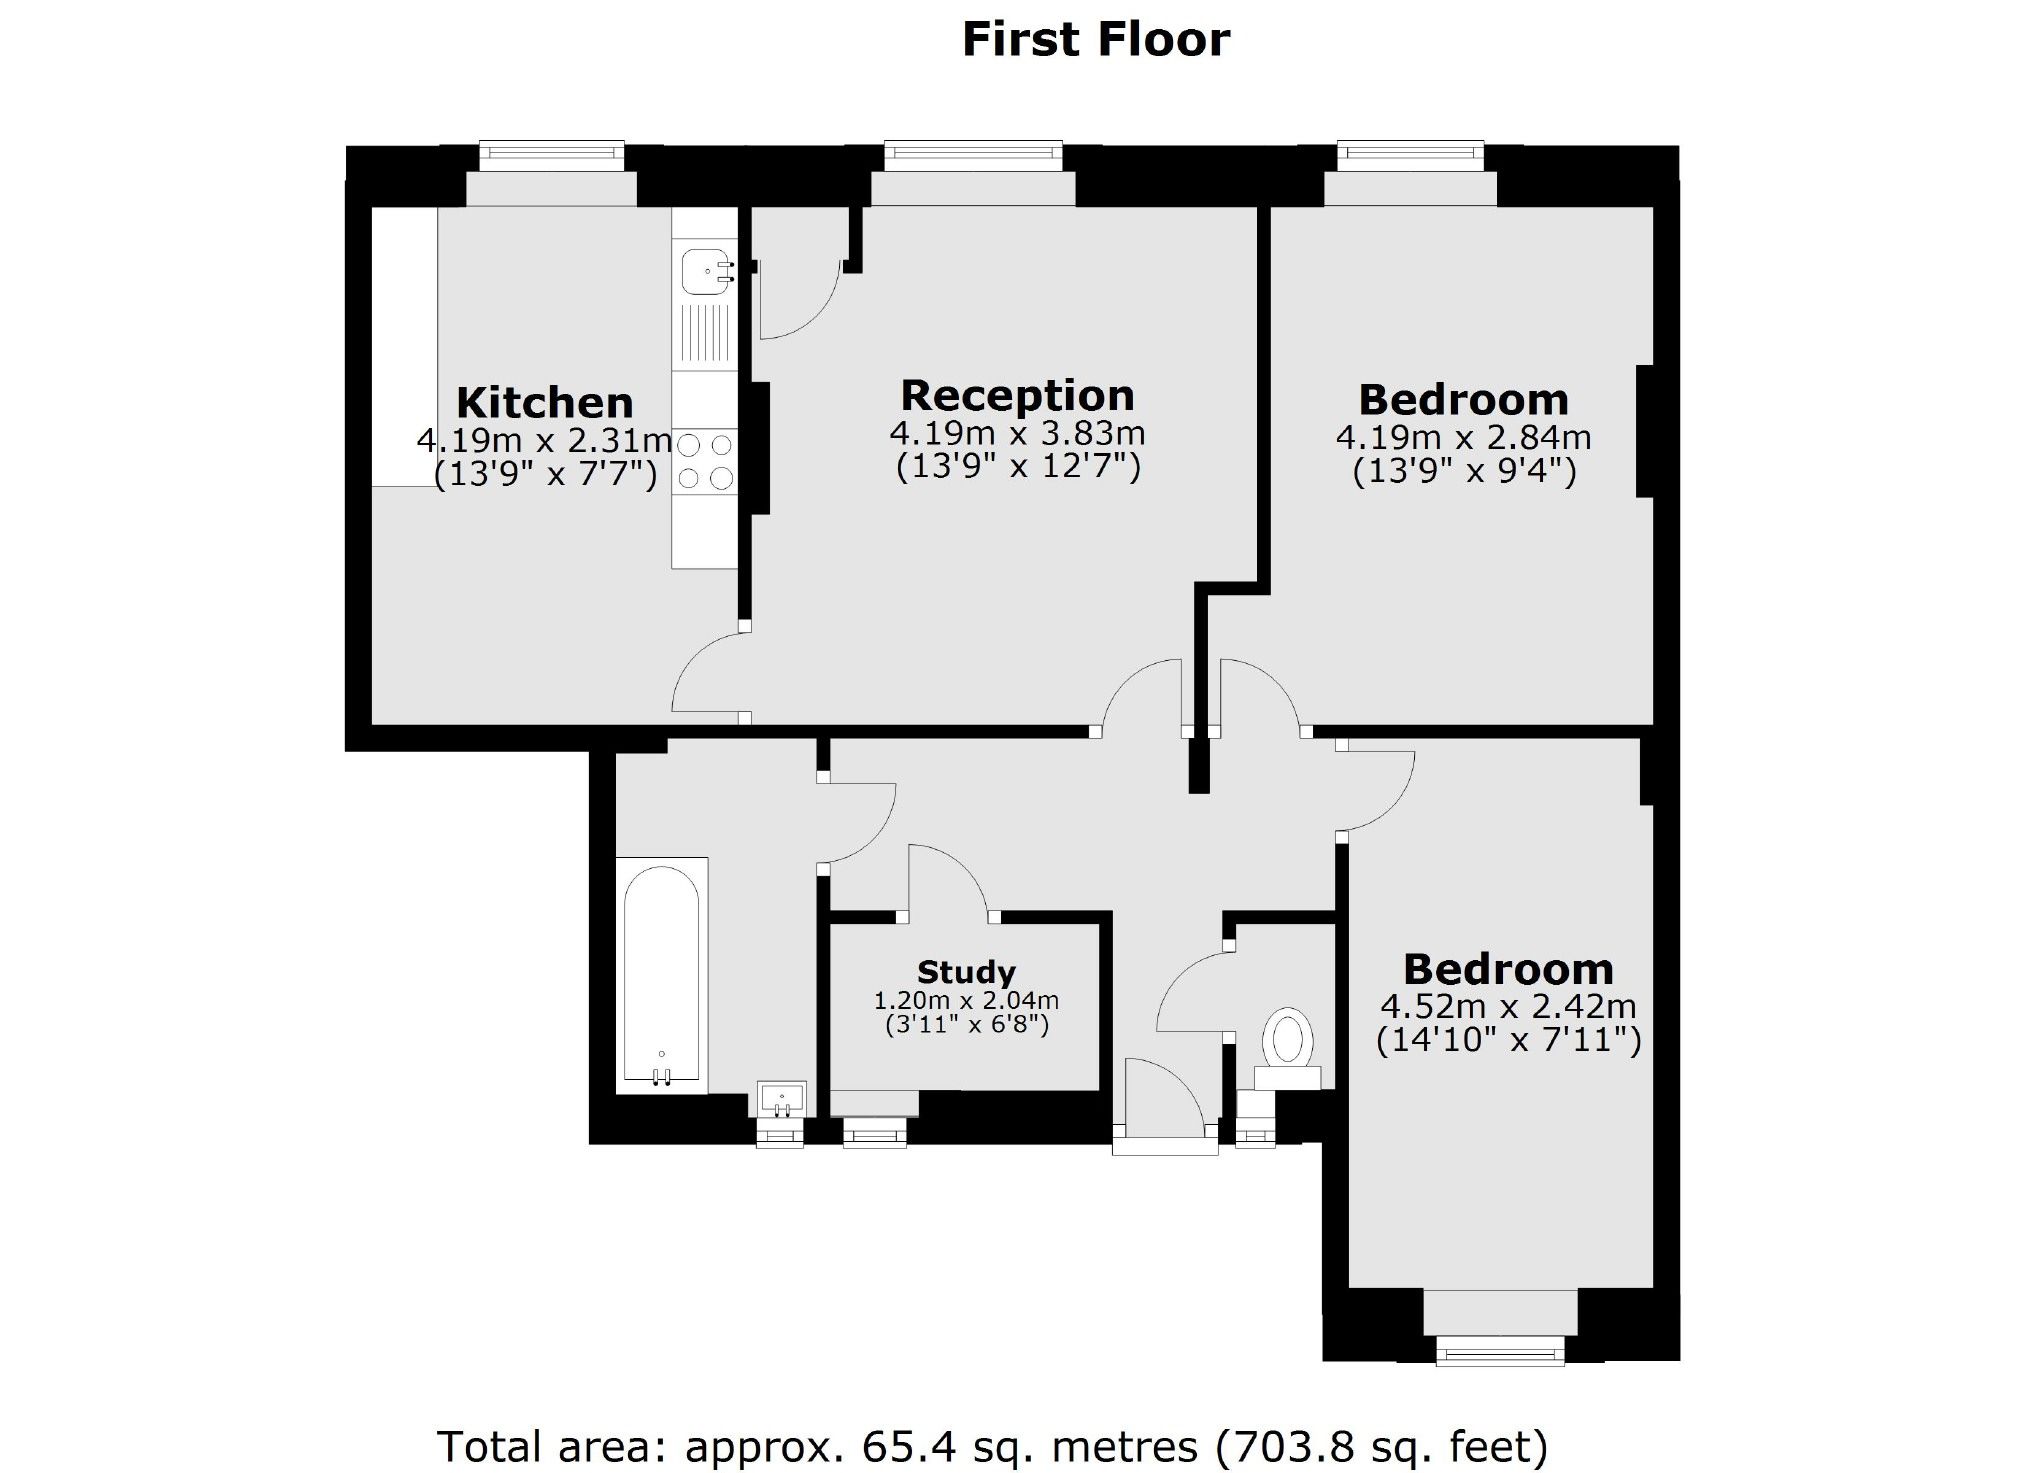 First Floor
Kitchen
4.19m x 2.31m
(13'9" x 7'7")
Reception
4.19m x 3.83m
(13'9" x 12'7")
Bedroom
4.19m x 2.84m
(13'9" x 9'4")
Study
1.20m x 2.04m
(3'11" x 6'8")
Bedroom
4.52m x 2.42m
(14'10" x 7'11")
Total area: approx. 65.4 sq. metres (703.8 sq. feet)